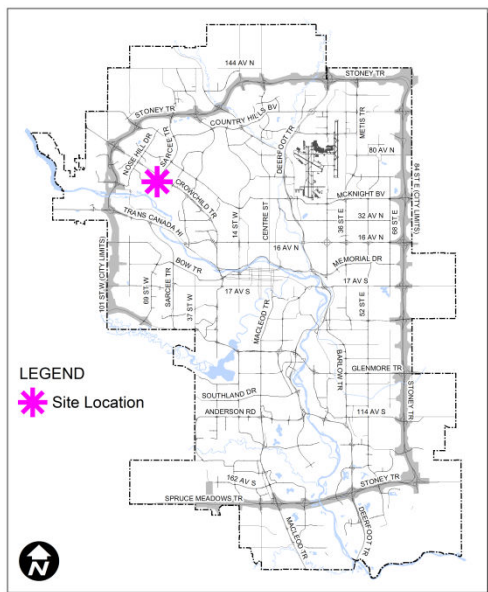 144 AV N
STONEY TR
STONEY TR
COUNTRY HILLS BV
METIS TR
NOSE HILL DR
SARCEE TR
DEERFOOT TR
80 AV N
84 ST E (CITY LIMITS)
CROWCHILD TR
MCKNIGHT BV
TRANS CANADA HI
14 ST W
CENTRE ST
36 ST E
32 AV N
68 ST E
16 AV N
16 AV N
101 ST W (CITY LIMITS)
BOW TR
MEMORIAL DR
69 ST W
SARCEE TR
37 ST W
17 AV S
17 AV S
52 ST E
MACLEOD TR
BARLOW TR
LEGEND
GLENMORE TR
Site Location
SOUTHLAND DR
STONEY TR
ANDERSON RD
114 AV S
162 AV S
STONEY TR
SPRUCE MEADOWS TR
MACLEOD TR
DEERFOOT TR
N